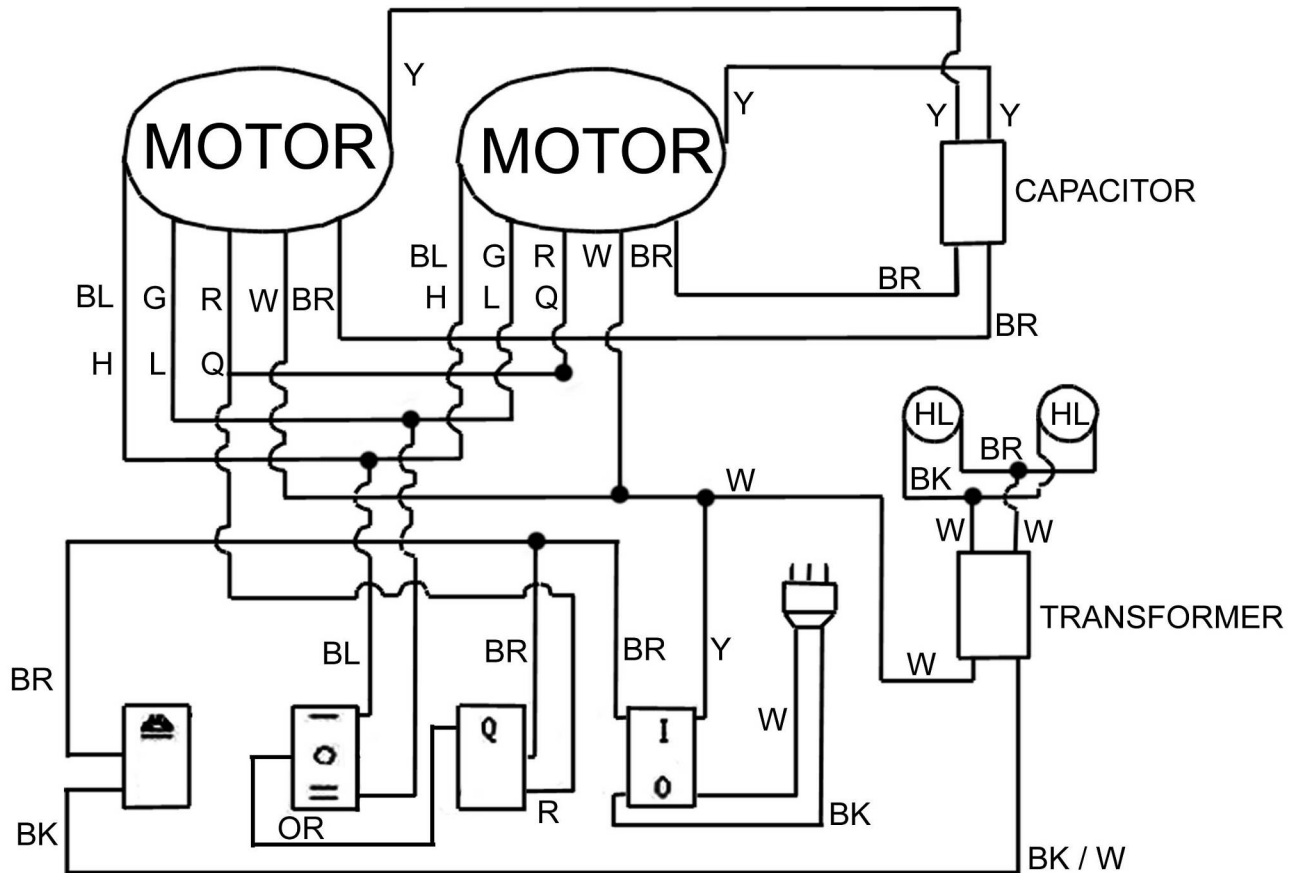 Y
Y
Y Y
MOTOR MOTOR
CAPACITOR
BL G R W BR
BR
BL G R W BR
H L Q
BR
H L Q
HL HL
BR
BK
W
W W
TRANSFORMER
BL BR BR Y
W
BR
W
Q I
O O
BK
OR R
BK
BK / W